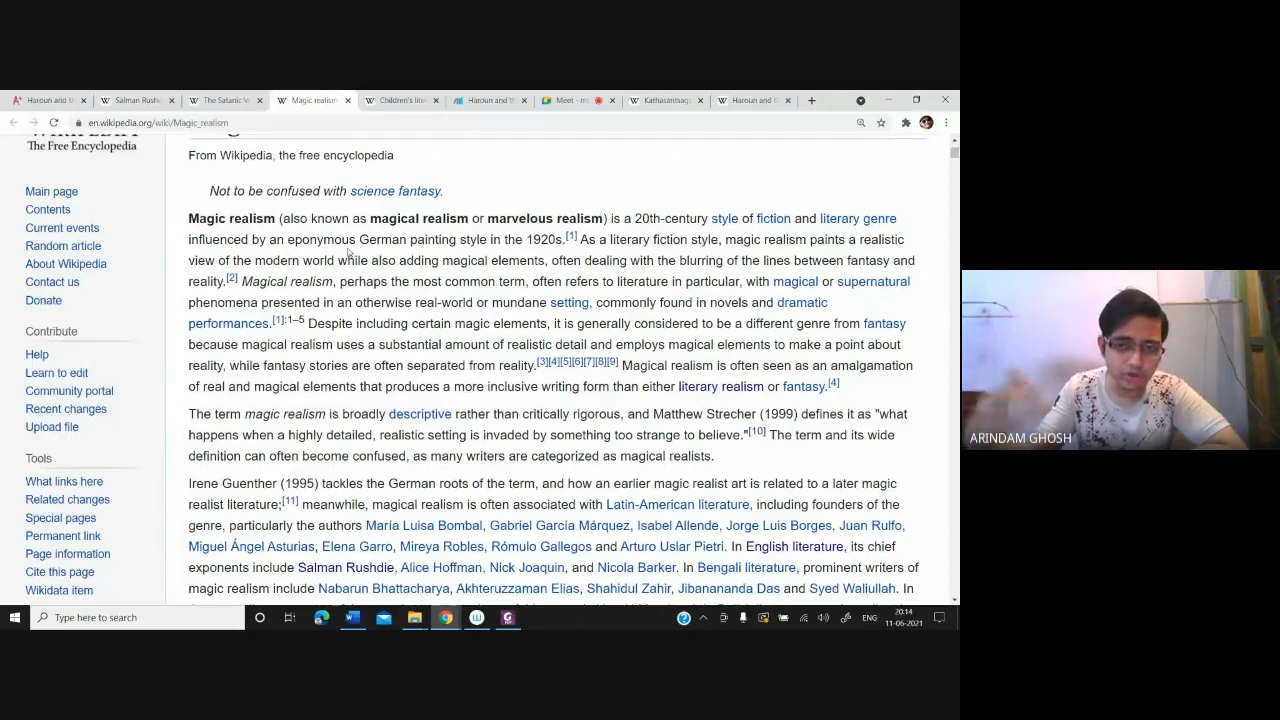 Haroun and th
Salman Rushd
The Satanic V
Magic realism
Children's lite
Haroun and th
Meet - m
Kathasaritsaga
Haroun and th
en.wikipedia.org/wiki/Magic_realism
The Free Encyclopedia
Main page
Contents
Current events
Random article
About Wikipedia
Contact us
Donate
Contribute
Help
Learn to edit
Community portal
Recent changes
Upload file
Tools
What links here
Related changes
Special pages
Permanent link
Page information
Cite this page
Wikidata item
From Wikipedia, the free encyclopedia
Not to be confused with science fantasy.
Magic realism (also known as magical realism or marvelous realism) is a 20th-century style of fiction and literary genre
influenced by an eponymous German painting style in the 1920s.[1] As a literary fiction style, magic realism paints a realistic
view of the modern world while also adding magical elements, often dealing with the blurring of the lines between fantasy and
reality.[2] Magical realism, perhaps the most common term, often refers to literature in particular, with magical or supernatural
phenomena presented in an otherwise real-world or mundane setting, commonly found in novels and dramatic
performances.[1]:1–5 Despite including certain magic elements, it is generally considered to be a different genre from fantasy
because magical realism uses a substantial amount of realistic detail and employs magical elements to make a point about
reality, while fantasy stories are often separated from reality.[3][4][5][6][7][8][9] Magical realism is often seen as an amalgamation
of real and magical elements that produces a more inclusive writing form than either literary realism or fantasy.[4]
The term magic realism is broadly descriptive rather than critically rigorous, and Matthew Strecher (1999) defines it as "what
happens when a highly detailed, realistic setting is invaded by something too strange to believe."[10] The term and its wide
definition can often become confused, as many writers are categorized as magical realists.
Irene Guenther (1995) tackles the German roots of the term, and how an earlier magic realist art is related to a later magic
realist literature;[11] meanwhile, magical realism is often associated with Latin-American literature, including founders of the
genre, particularly the authors María Luisa Bombal, Gabriel García Márquez, Isabel Allende, Jorge Luis Borges, Juan Rulfo,
Miguel Ángel Asturias, Elena Garro, Mireya Robles, Rómulo Gallegos and Arturo Uslar Pietri. In English literature, its chief
exponents include Salman Rushdie, Alice Hoffman, Nick Joaquin, and Nicola Barker. In Bengali literature, prominent writers of
magic realism include Nabarun Bhattacharya, Akhteruzzaman Elias, Shahidul Zahir, Jibanananda Das and Syed Waliullah. In
Type here to search
ENG
20:14
11-06-2021
ARINDAM GHOSH